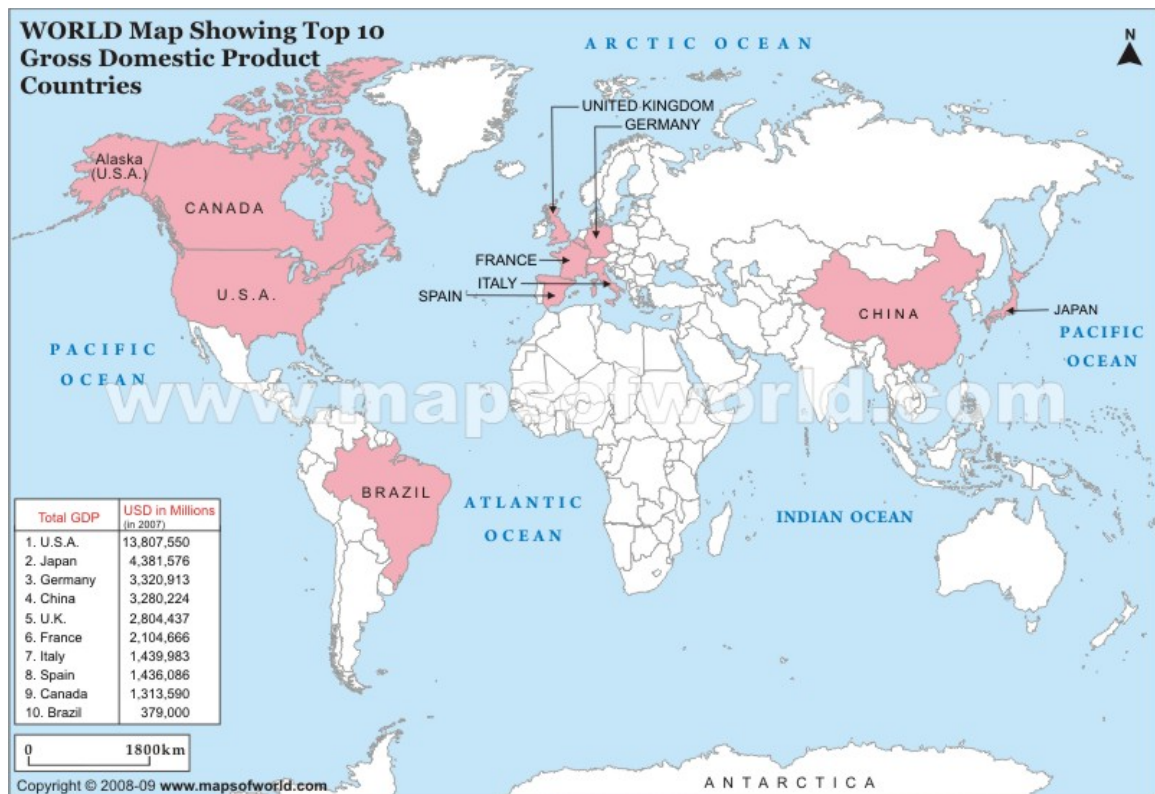 WORLD Map Showing Top 10
Gross Domestic Product
Countries
ARCTIC OCEAN
N
UNITED KINGDOM
GERMANY
Alaska
(U.S.A.)
CANADA
FRANCE
ITALY
SPAIN
U.S.A.
CHINA
JAPAN
PACIFIC
OCEAN
PACIFIC
OCEAN
www.mapsofworld.com
BRAZIL
ATLANTIC
OCEAN
INDIAN OCEAN
Total GDP USD in Millions
(in 2007)
1. U.S.A. 13,807,550
2. Japan 4,381,576
3. Germany 3,320,913
4. China 3,280,224
5. U.K. 2,804,437
6. France 2,104,666
7. Italy 1,439,983
8. Spain 1,436,086
9. Canada 1,313,590
10. Brazil 379,000
0 1800km
ANTARCTICA
Copyright © 2008-09 www.mapsofworld.com